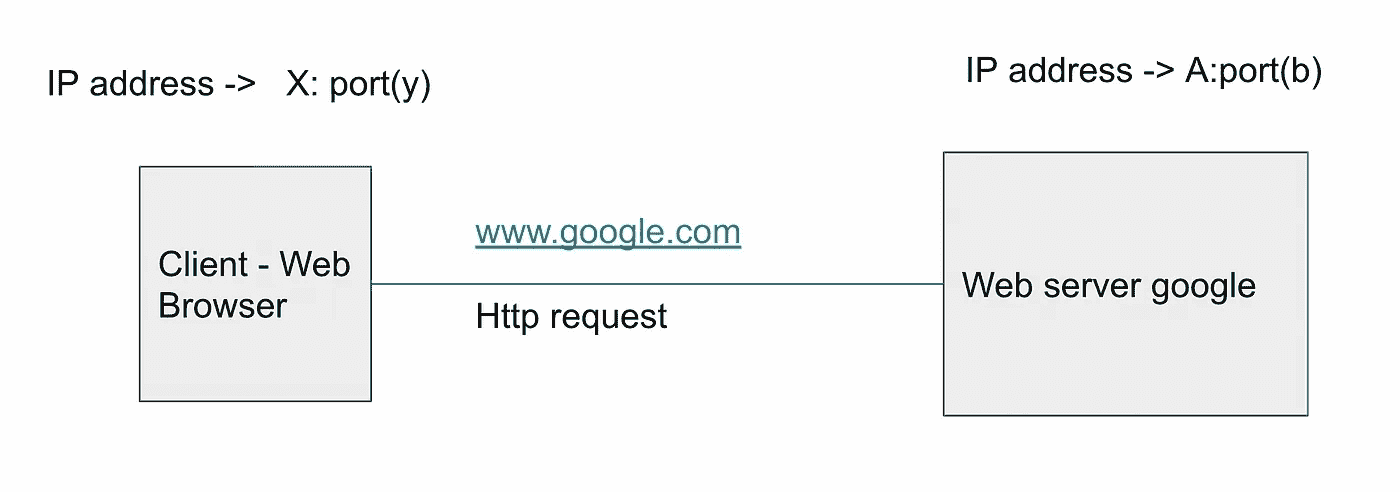 IP address -> X: port(y)
IP address -> A:port(b)
Client - Web
Browser
www.google.com
Http request
Web server google